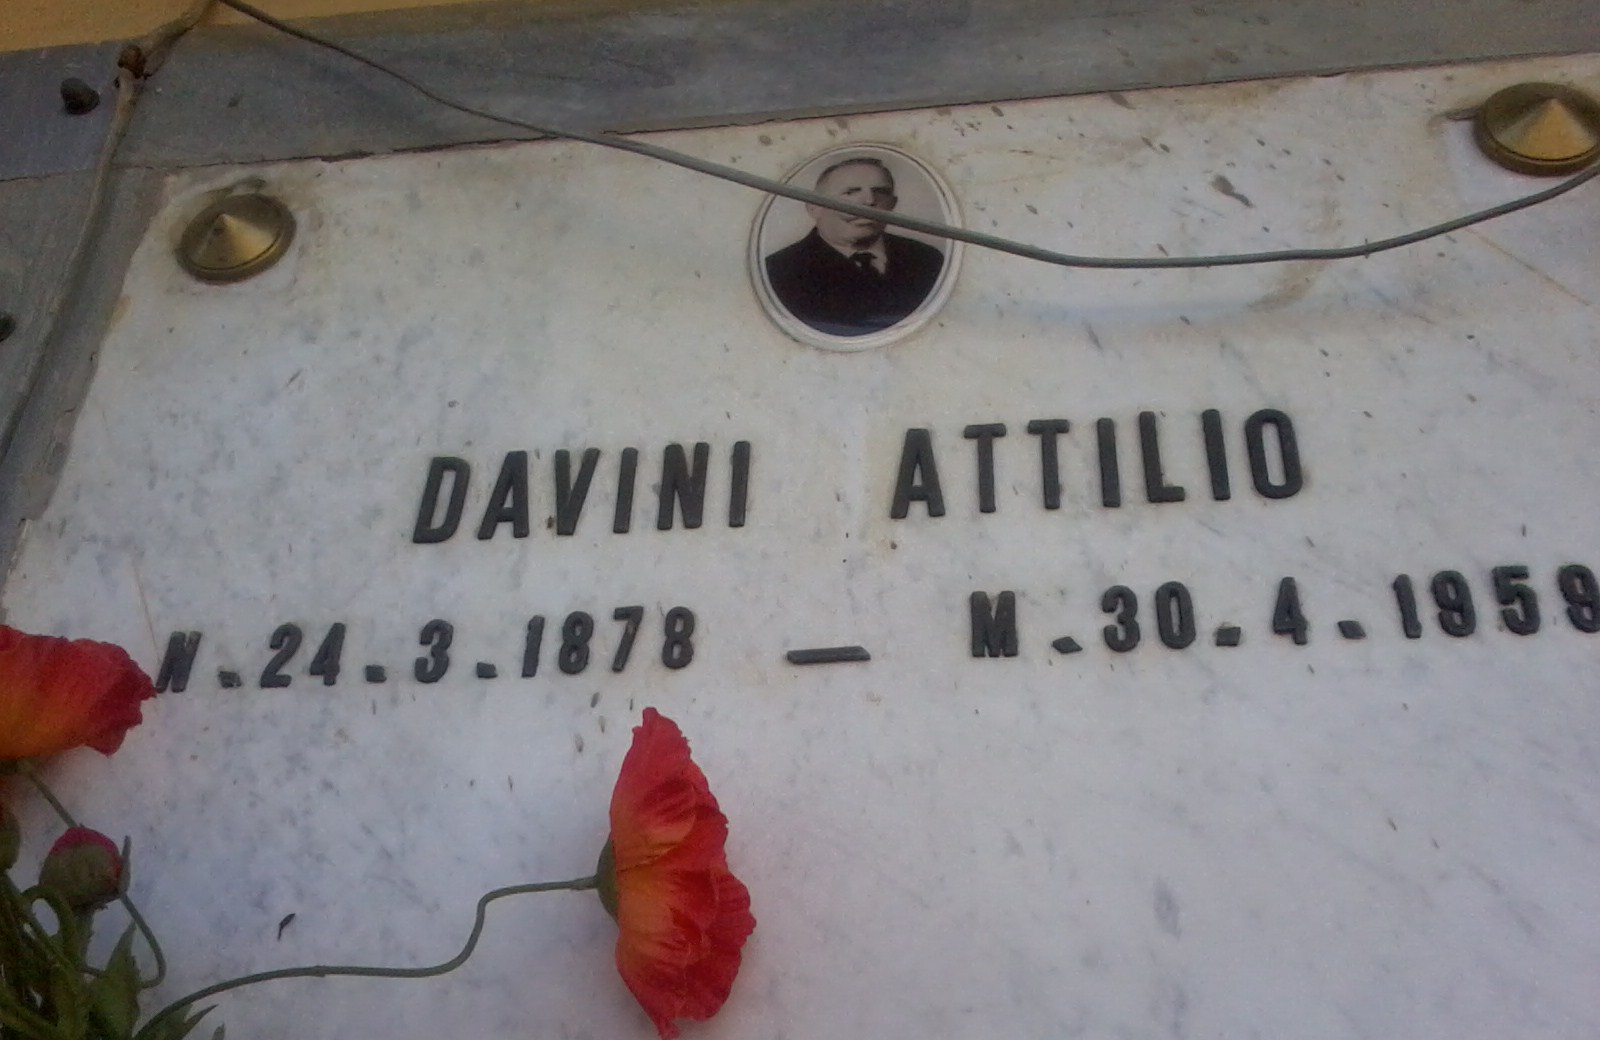 DAVINI ATTILIO
N.24.3.1878 — M.30.4.1959